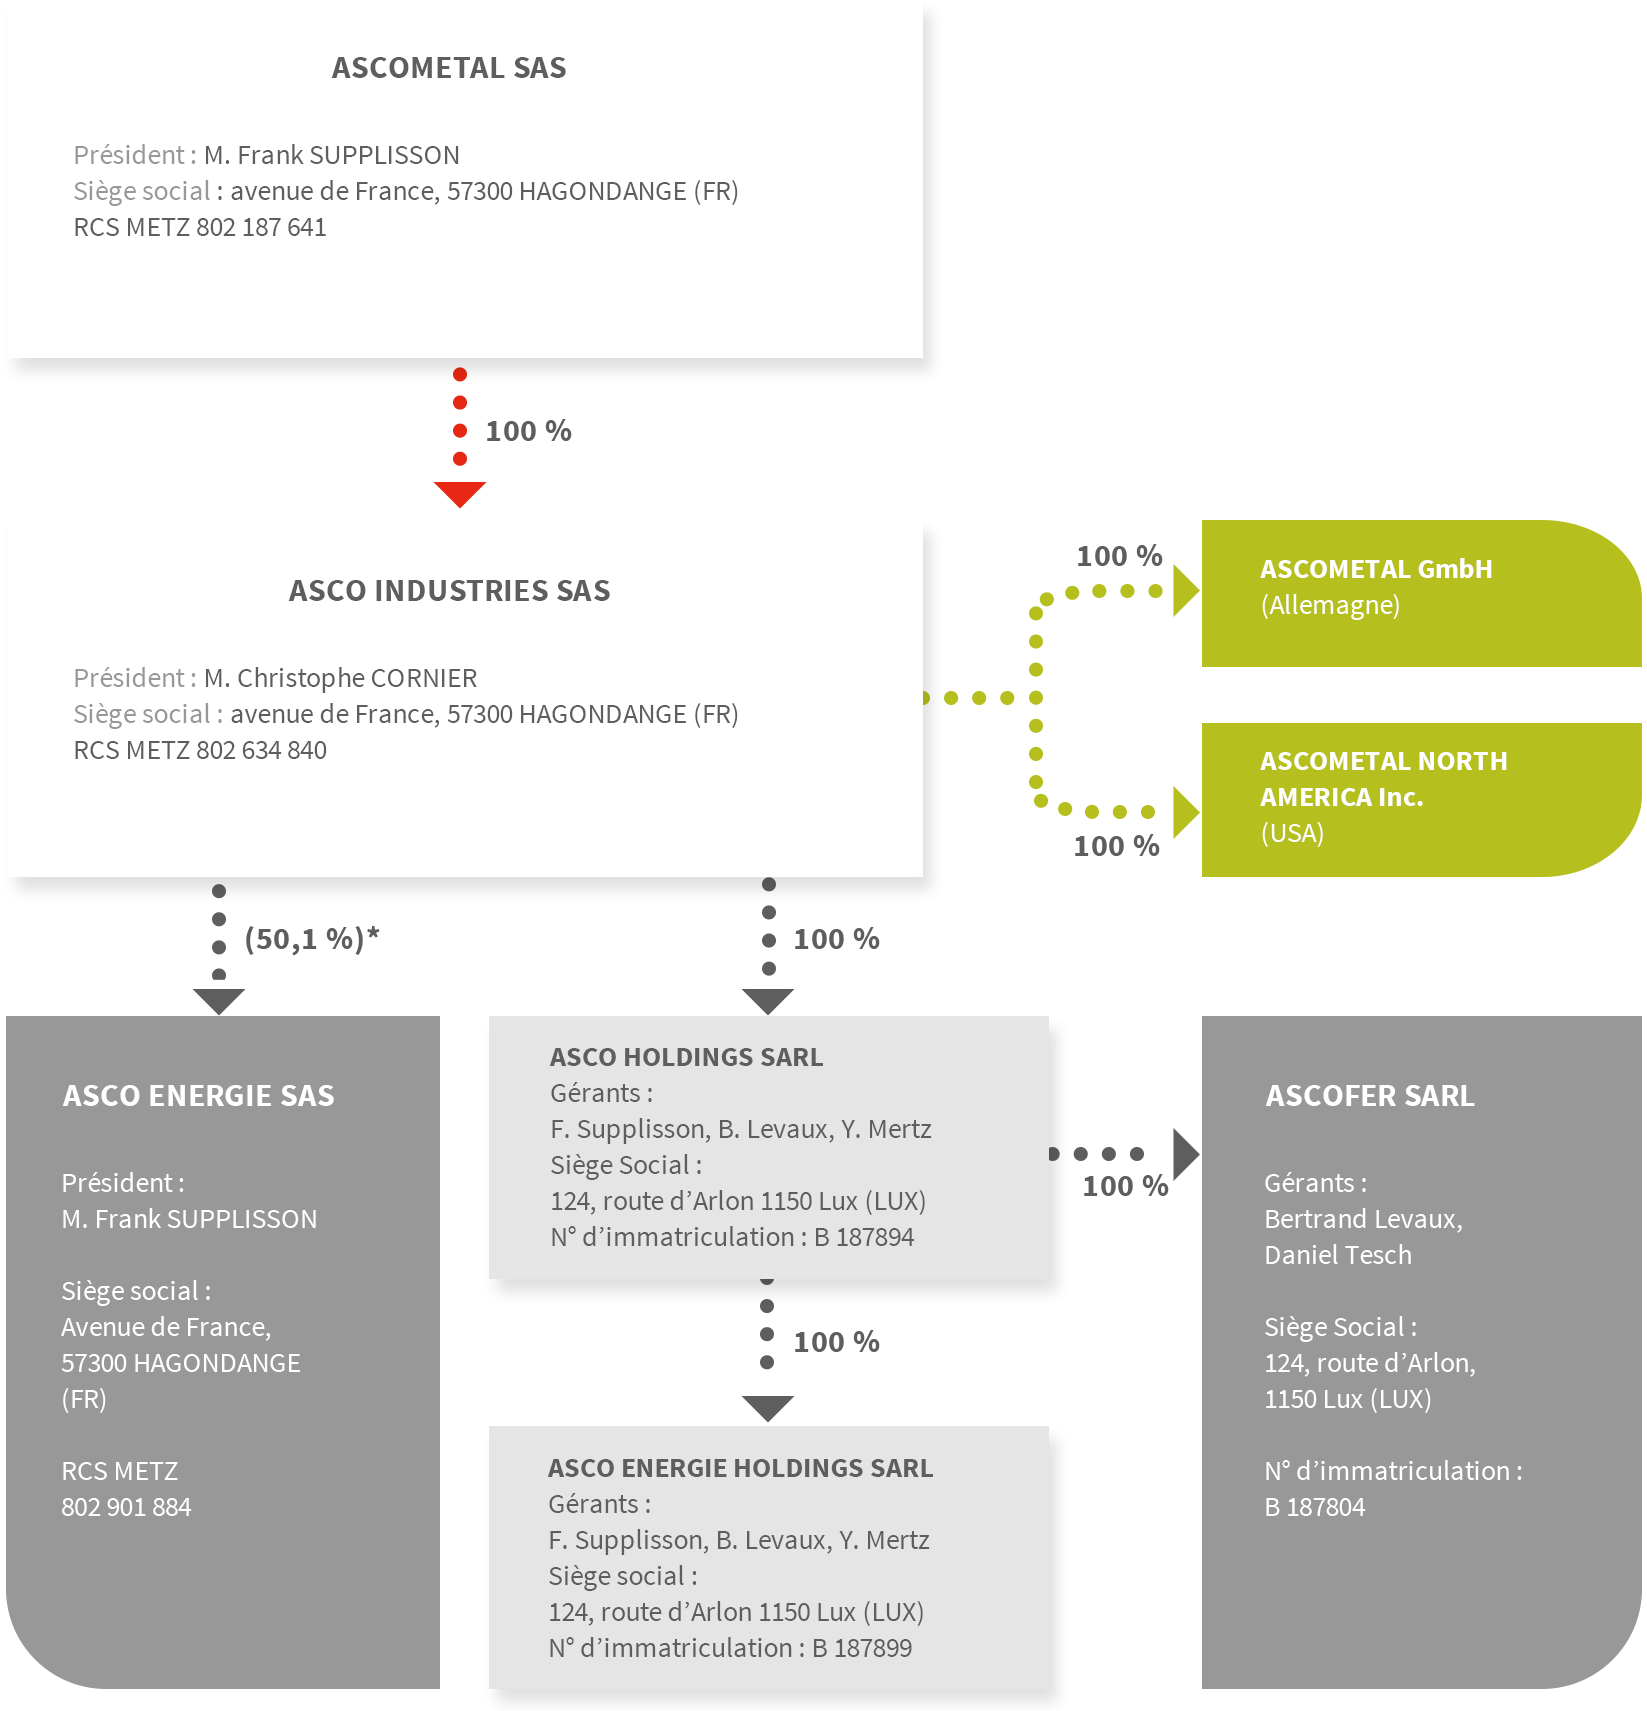 ASCOMETAL SAS
Président : M. Frank SUPPLISSON
Siège social : avenue de France, 57300 HAGONDANGE (FR)
RCS METZ 802 187 641
100 %
ASCO INDUSTRIES SAS
Président : M. Christophe CORNIER
Siège social : avenue de France, 57300 HAGONDANGE (FR)
RCS METZ 802 634 840
100 %
ASCOMETAL GmbH
(Allemagne)
100 %
ASCOMETAL NORTH
AMERICA Inc.
(USA)
(50,1 %)*
100 %
ASCO ENERGIE SAS
Président :
M. Frank SUPPLISSON
Siège social :
Avenue de France,
57300 HAGONDANGE
(FR)
RCS METZ
802 901 884
ASCO HOLDINGS SARL
Gérants :
F. Supplisson, B. Levaux, Y. Mertz
Siège Social :
124, route d’Arlon 1150 Lux (LUX)
N° d’immatriculation : B 187894
100 %
ASCOFER SARL
Gérants :
Bertrand Levaux,
Daniel Tesch
Siège Social :
124, route d’Arlon,
1150 Lux (LUX)
N° d’immatriculation :
B 187804
100 %
ASCO ENERGIE HOLDINGS SARL
Gérants :
F. Supplisson, B. Levaux, Y. Mertz
Siège social :
124, route d’Arlon 1150 Lux (LUX)
N° d’immatriculation : B 187899